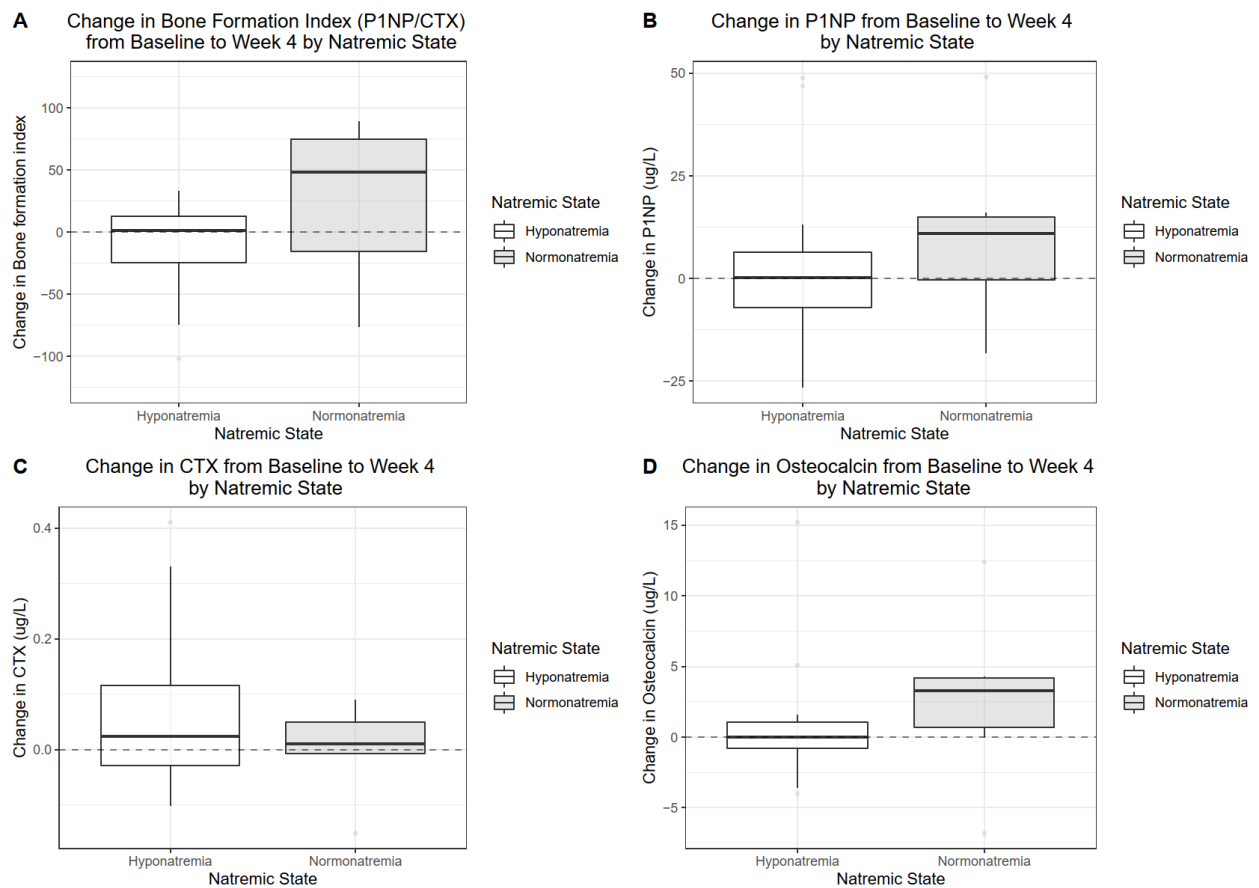 A
Change in Bone Formation Index (P1NP/CTX)
from Baseline to Week 4 by Natremic State
Change in Bone formation index
100
50
0
−50
−100
Hyponatremia
Normonatremia
Natremic State
Natremic State
Hyponatremia
Normonatremia
B
Change in P1NP from Baseline to Week 4
by Natremic State
Change in P1NP (ug/L)
50
25
0
−25
Hyponatremia
Normonatremia
Natremic State
Natremic State
Hyponatremia
Normonatremia
C
Change in CTX from Baseline to Week 4
by Natremic State
Change in CTX (ug/L)
0.4
0.2
0.0
Hyponatremia
Normonatremia
Natremic State
Natremic State
Hyponatremia
Normonatremia
D
Change in Osteocalcin from Baseline to Week 4
by Natremic State
Change in Osteocalcin (ug/L)
15
10
5
0
−5
Hyponatremia
Normonatremia
Natremic State
Natremic State
Hyponatremia
Normonatremia